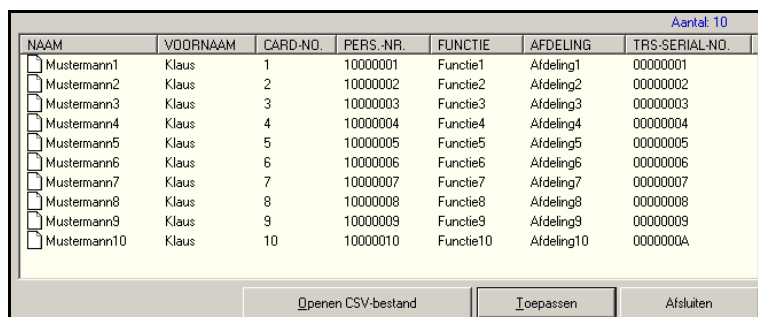 Aantal: 10
NAAM VOORNAAM CARD-NO. PERS.-NR. FUNCTIE AFDELING TRS-SERIAL-NO.
Mustermann1 Klaus 1 10000001 Functie1 Afdeling1 00000001
Mustermann2 Klaus 2 10000002 Functie2 Afdeling2 00000002
Mustermann3 Klaus 3 10000003 Functie3 Afdeling3 00000003
Mustermann4 Klaus 4 10000004 Functie4 Afdeling4 00000004
Mustermann5 Klaus 5 10000005 Functie5 Afdeling5 00000005
Mustermann6 Klaus 6 10000006 Functie6 Afdeling6 00000006
Mustermann7 Klaus 7 10000007 Functie7 Afdeling7 00000007
Mustermann8 Klaus 8 10000008 Functie8 Afdeling8 00000008
Mustermann9 Klaus 9 10000009 Functie9 Afdeling9 00000009
Mustermann10 Klaus 10 10000010 Functie10 Afdeling10 0000000A
Openen CSV-bestand Toepassen Afsluiten